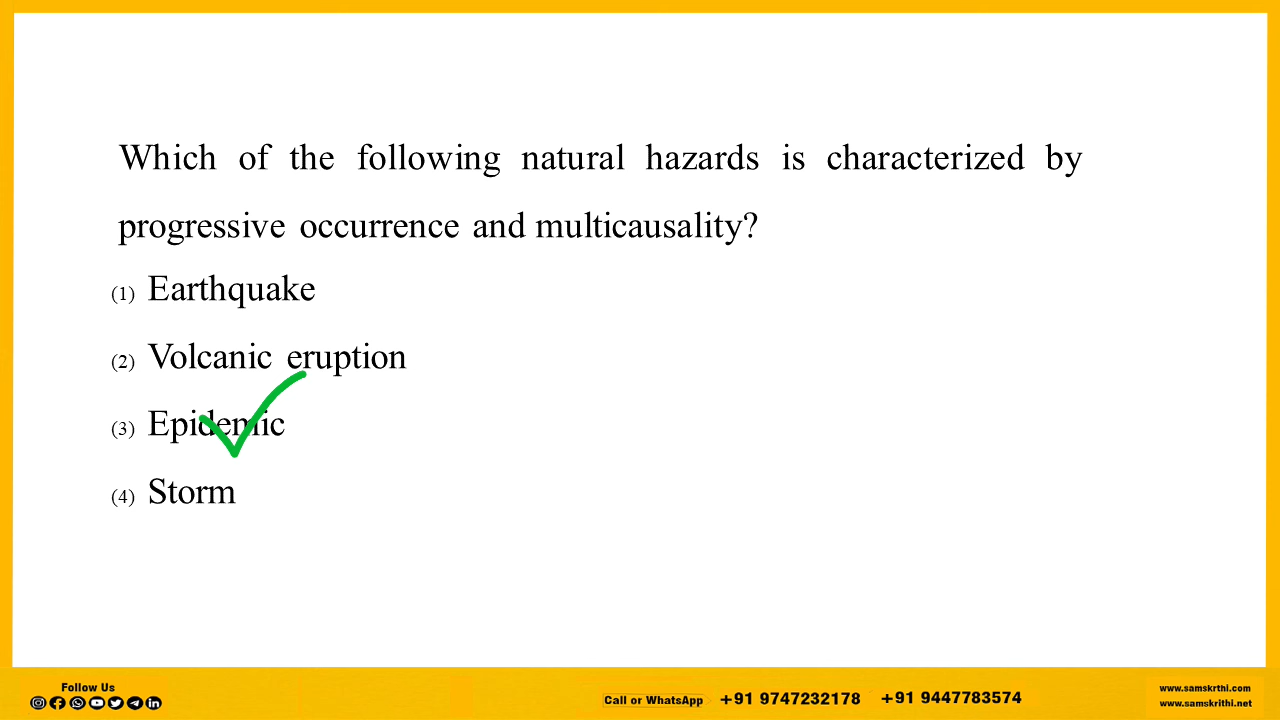 Which of the following natural hazards is characterized by
progressive occurrence and multicausality?
(1) Earthquake
(2) Volcanic eruption
(3) Epidemic
(4) Storm
Follow Us
Call or WhatsApp +91 9747232178 +91 9447783574
www.samskrthi.com
www.samskrithi.net